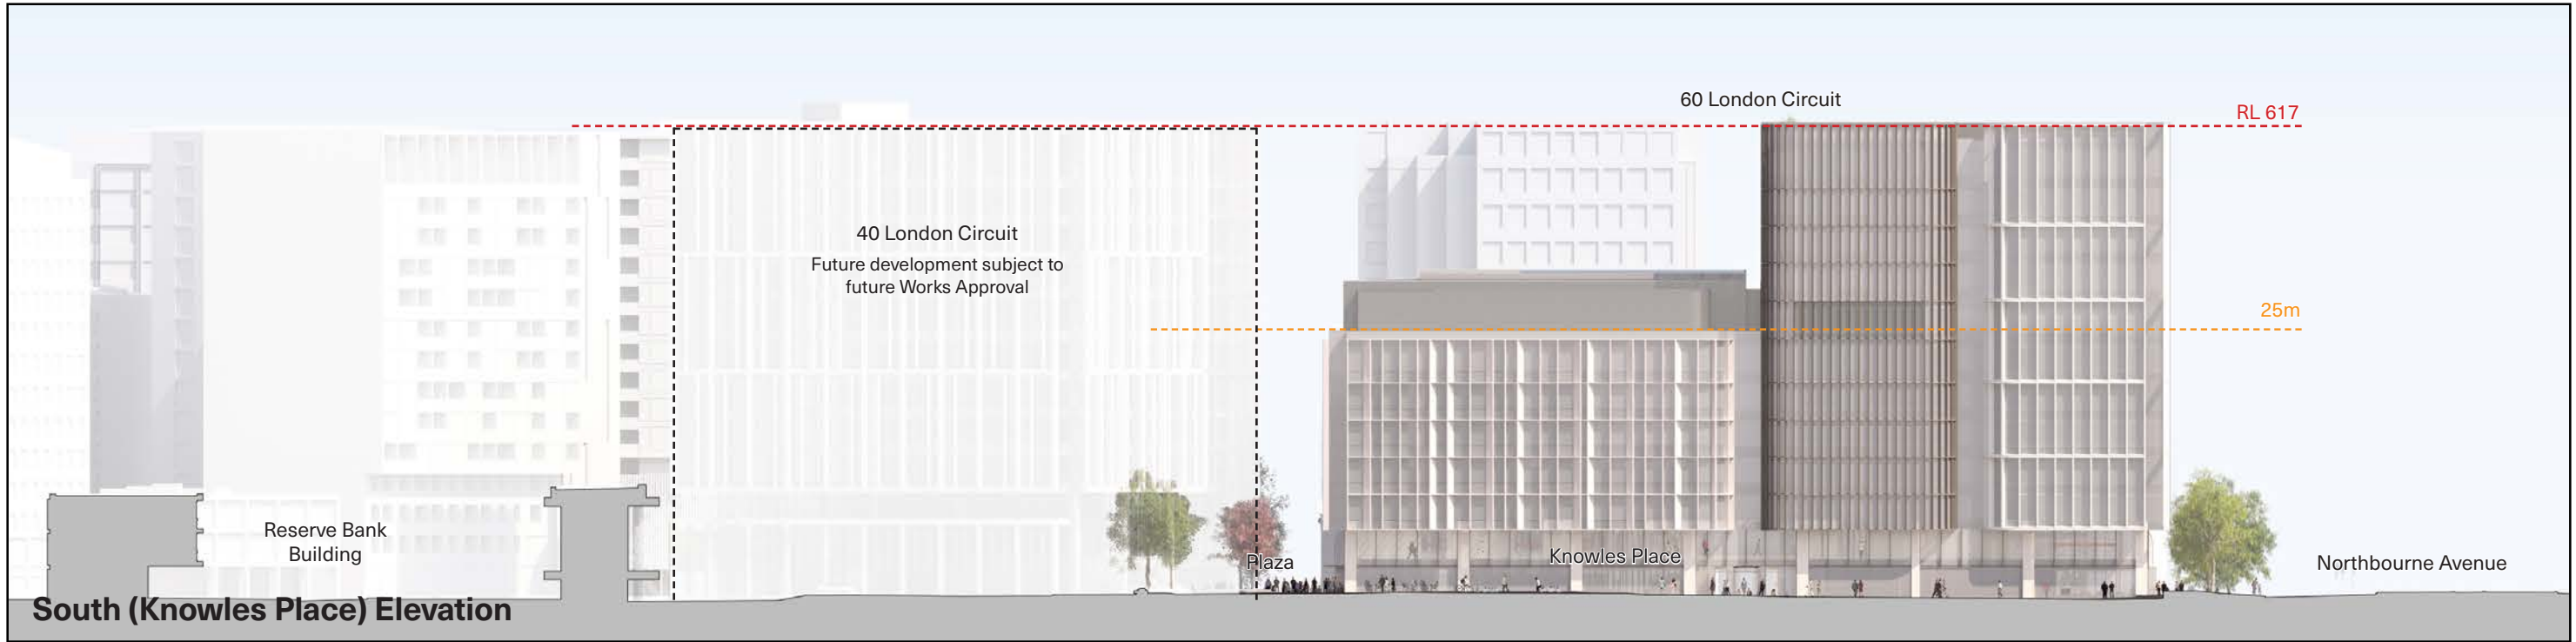 60 London Circuit
RL 617
40 London Circuit
Future development subject to
future Works Approval
25m
Reserve Bank
Building
Plaza
Knowles Place
Northbourne Avenue
South (Knowles Place) Elevation